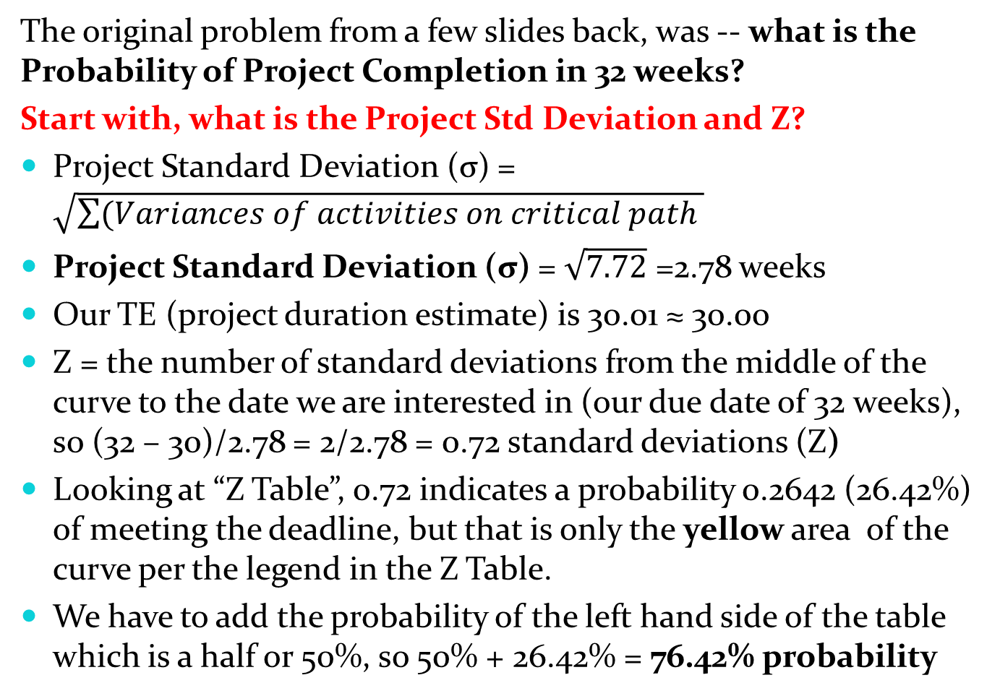 The original problem from a few slides back, was -- what is the
Probability of Project Completion in 32 weeks?
Start with, what is the Project Std Deviation and Z?
• Project Standard Deviation (σ) =
√∑(Variances of activities on critical path
• Project Standard Deviation (σ) = √7.72 =2.78 weeks
• Our TE (project duration estimate) is 30.01 ≈ 30.00
• Z = the number of standard deviations from the middle of the
curve to the date we are interested in (our due date of 32 weeks),
so (32 – 30)/2.78 = 2/2.78 = 0.72 standard deviations (Z)
• Looking at “Z Table”, 0.72 indicates a probability 0.2642 (26.42%)
of meeting the deadline, but that is only the yellow area of the
curve per the legend in the Z Table.
• We have to add the probability of the left hand side of the table
which is a half or 50%, so 50% + 26.42% = 76.42% probability